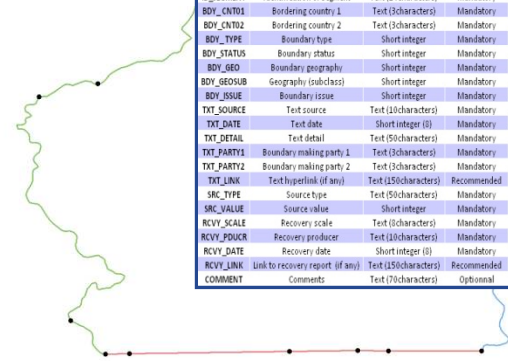 BDY_CNT01 Bordering country 1 Text (3characters) Mandatory
BDY_CNT02 Bordering country 2 Text (3characters) Mandatory
BDY_TYPE Boundary type Short integer Mandatory
BDY_STATUS Boundary status Short integer Mandatory
BDY_GEO Boundary geography Short integer Mandatory
BDY_GEOSUB Geography (subclass) Short integer Mandatory
BDY_ISSUE Boundary issue Short integer Mandatory
TXT_SOURCE Text source Text (10characters) Mandatory
TXT_DATE Text date Short integer (8) Mandatory
TXT_DETAIL Text detail Text (50characters) Mandatory
TXT_PARTY1 Boundary making party 1 Text (3characters) Mandatory
TXT_PARTY2 Boundary making party 2 Text (3characters) Mandatory
TXT_LINK Text hyperlink (if any) Text (150characters) Recommended
SRC_TYPE Source type Text (50characters) Mandatory
SRC_VALUE Source value Short integer Mandatory
RCVY_SCALE Recovery scale Text (8characters) Mandatory
RCVY_PDUCR Recovery producer Text (10characters) Mandatory
RCVY_DATE Recovery date Short integer (8) Mandatory
RCVY_LINK Link to recovery report (if any) Text (150characters) Recommended
COMMENT Comments Text (70characters) Optionnal